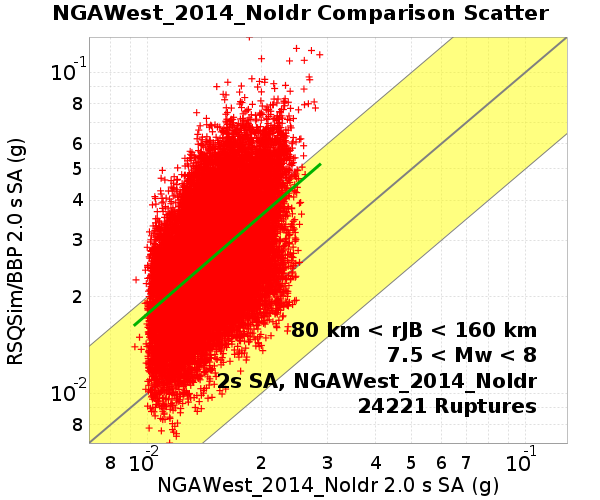 NGAWest_2014_NoIdr Comparison Scatter
RSQSim/BBP 2.0 s SA (g)
10-1
8
6
5
4
3
2
10-2
8
80 km < rJB < 160 km
7.5 < Mw < 8
2s SA, NGAWest_2014_NoIdr
24221 Ruptures
8 10-2 2 3 4 5 6 7 10-1
NGAWest_2014_NoIdr 2.0 s SA (g)